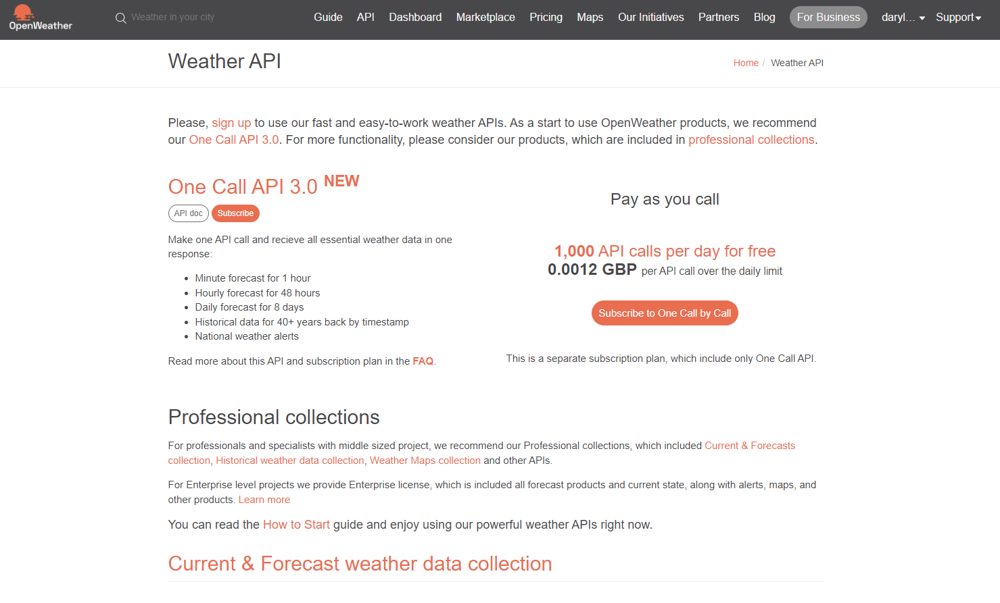 OpenWeather
Weather in your city
Guide API Dashboard Marketplace Pricing Maps Our Initiatives Partners Blog For Business daryl... Support
Weather API
Home / Weather API
Please, sign up to use our fast and easy-to-work weather APIs. As a start to use OpenWeather products, we recommend
our One Call API 3.0. For more functionality, please consider our products, which are included in professional collections.
One Call API 3.0 NEW
API doc Subscribe
Make one API call and recieve all essential weather data in one
response:
• Minute forecast for 1 hour
• Hourly forecast for 48 hours
• Daily forecast for 8 days
• Historical data for 40+ years back by timestamp
• National weather alerts
Read more about this API and subscription plan in the FAQ.
Pay as you call
1,000 API calls per day for free
0.0012 GBP per API call over the daily limit
Subscribe to One Call by Call
This is a separate subscription plan, which include only One Call API.
Professional collections
For professionals and specialists with middle sized project, we recommend our Professional collections, which included Current & Forecasts
collection, Historical weather data collection, Weather Maps collection and other APIs.
For Enterprise level projects we provide Enterprise license, which is included all forecast products and current state, along with alerts, maps, and
other products. Learn more
You can read the How to Start guide and enjoy using our powerful weather APIs right now.
Current & Forecast weather data collection